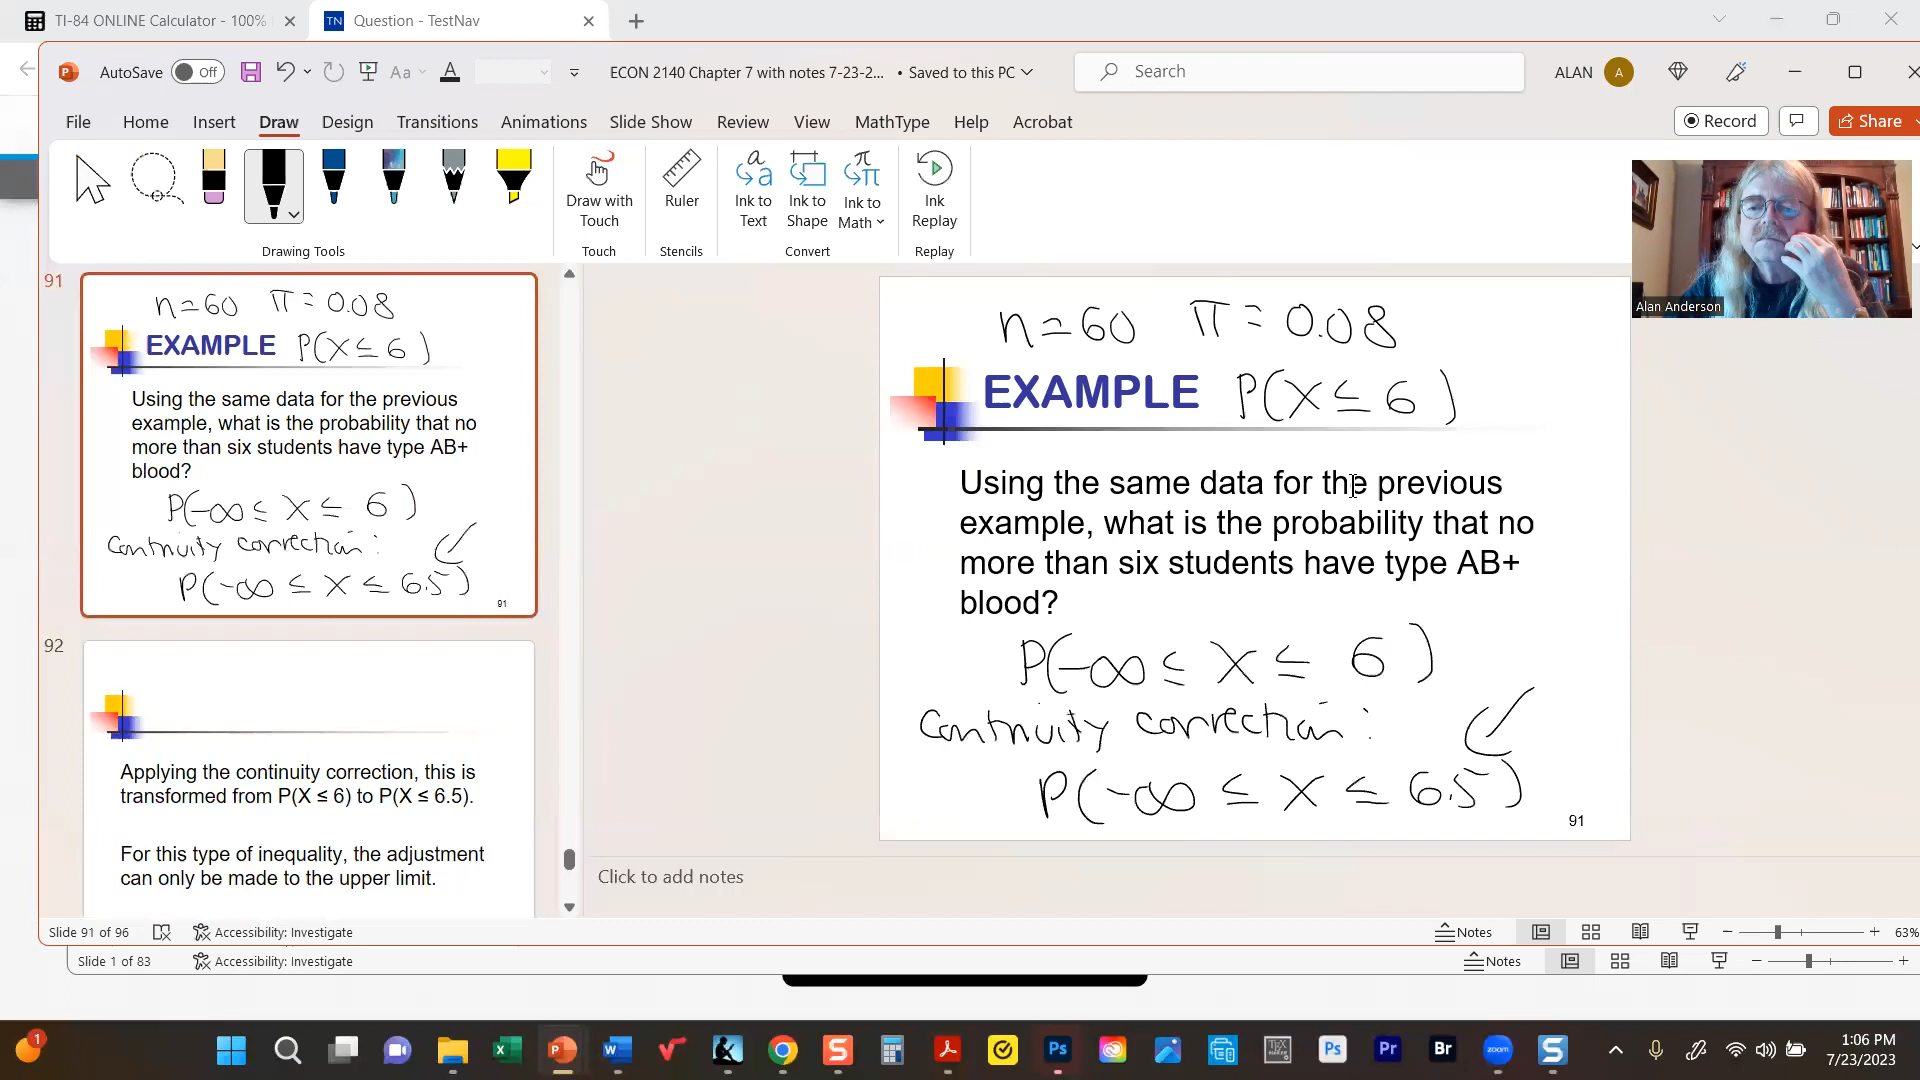 TI-84 ONLINE Calculator - 100%
TN Question - TestNav
AutoSave Off
ECON 2140 Chapter 7 with notes 7-23-2... • Saved to this PC
Search
ALAN A
File Home Insert Draw Design Transitions Animations Slide Show Review View MathType Help Acrobat
Record Share
Draw with Touch
Ruler
Ink to Text
Ink to Shape
Ink to Math
Ink Replay
Drawing Tools Touch Stencils Convert Replay
Alan Anderson
91
n=60 π = 0.08
EXAMPLE P(X ≤ 6)
Using the same data for the previous
example, what is the probability that no
more than six students have type AB+
blood?
P(-∞ ≤ X ≤ 6)
Continuity correction:
P(-∞ ≤ X ≤ 6.5)
91
92
Applying the continuity correction, this is
transformed from P(X ≤ 6) to P(X ≤ 6.5).
For this type of inequality, the adjustment
can only be made to the upper limit.
n=60 π = 0.08
EXAMPLE P(X ≤ 6)
Using the same data for the previous
example, what is the probability that no
more than six students have type AB+
blood?
P(-∞ ≤ X ≤ 6)
Continuity correction:
P(-∞ ≤ X ≤ 6.5)
91
Click to add notes
Slide 91 of 96 Accessibility: Investigate Notes 63%
Slide 1 of 83 Accessibility: Investigate Notes
1:06 PM
7/23/2023